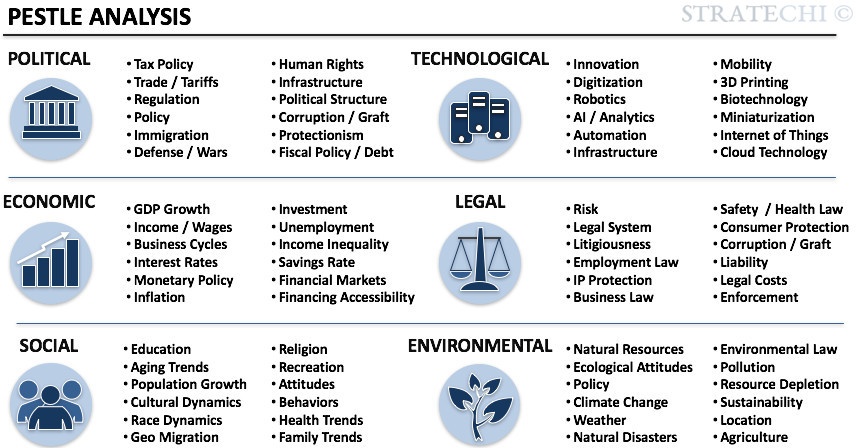 PESTLE ANALYSIS
STRATECHI ©
POLITICAL
• Tax Policy
• Trade / Tariffs
• Regulation
• Policy
• Immigration
• Defense / Wars
• Human Rights
• Infrastructure
• Political Structure
• Corruption / Graft
• Protectionism
• Fiscal Policy / Debt
TECHNOLOGICAL
• Innovation
• Digitization
• Robotics
• AI / Analytics
• Automation
• Infrastructure
• Mobility
• 3D Printing
• Biotechnology
• Miniaturization
• Internet of Things
• Cloud Technology
ECONOMIC
• GDP Growth
• Income / Wages
• Business Cycles
• Interest Rates
• Monetary Policy
• Inflation
• Investment
• Unemployment
• Income Inequality
• Savings Rate
• Financial Markets
• Financing Accessibility
LEGAL
• Risk
• Legal System
• Litigiousness
• Employment Law
• IP Protection
• Business Law
• Safety / Health Law
• Consumer Protection
• Corruption / Graft
• Liability
• Legal Costs
• Enforcement
SOCIAL
• Education
• Aging Trends
• Population Growth
• Cultural Dynamics
• Race Dynamics
• Geo Migration
• Religion
• Recreation
• Attitudes
• Behaviors
• Health Trends
• Family Trends
ENVIRONMENTAL
• Natural Resources
• Ecological Attitudes
• Policy
• Climate Change
• Weather
• Natural Disasters
• Environmental Law
• Pollution
• Resource Depletion
• Sustainability
• Location
• Agriculture